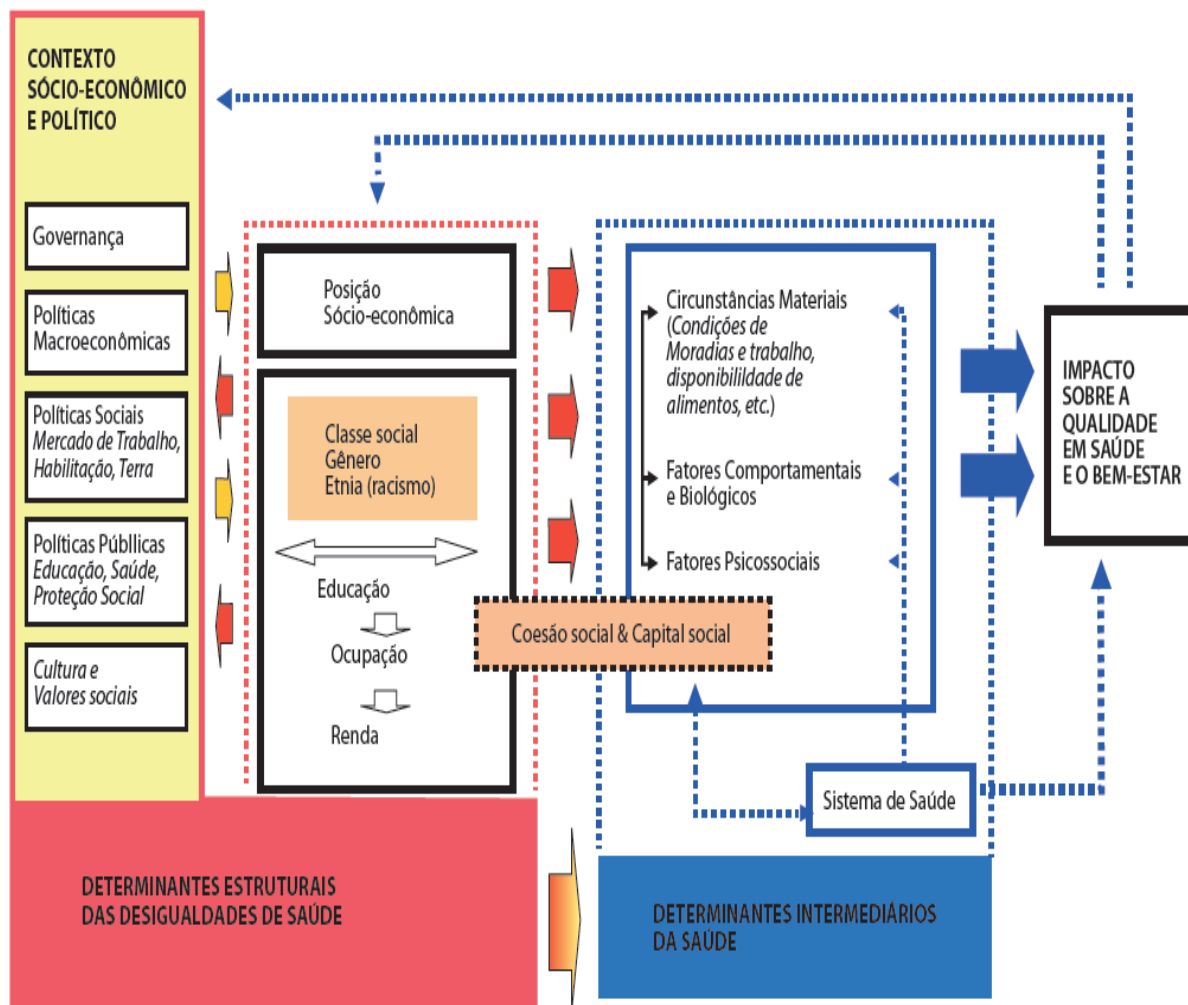 CONTEXTO
SÓCIO-ECONÔMICO
E POLÍTICO
Governança
Políticas
Macroeconômicas
Políticas Sociais
Mercado de Trabalho,
Habilitação, Terra
Políticas Públlicas
Educação, Saúde,
Proteção Social
Cultura e
Valores sociais
Posição
Sócio-econômica
Classe social
Gênero
Etnia (racismo)
Educação
Ocupação
Renda
Coesão social & Capital social
Circunstâncias Materiais
(Condições de
Moradias e trabalho,
disponibilildade de
alimentos, etc.)
Fatores Comportamentais
e Biológicos
Fatores Psicossociais
Sistema de Saúde
IMPACTO
SOBRE A
QUALIDADE
EM SAÚDE
E O BEM-ESTAR
DETERMINANTES ESTRUTURAIS
DAS DESIGUALDADES DE SAÚDE
DETERMINANTES INTERMEDIÁRIOS
DA SAÚDE